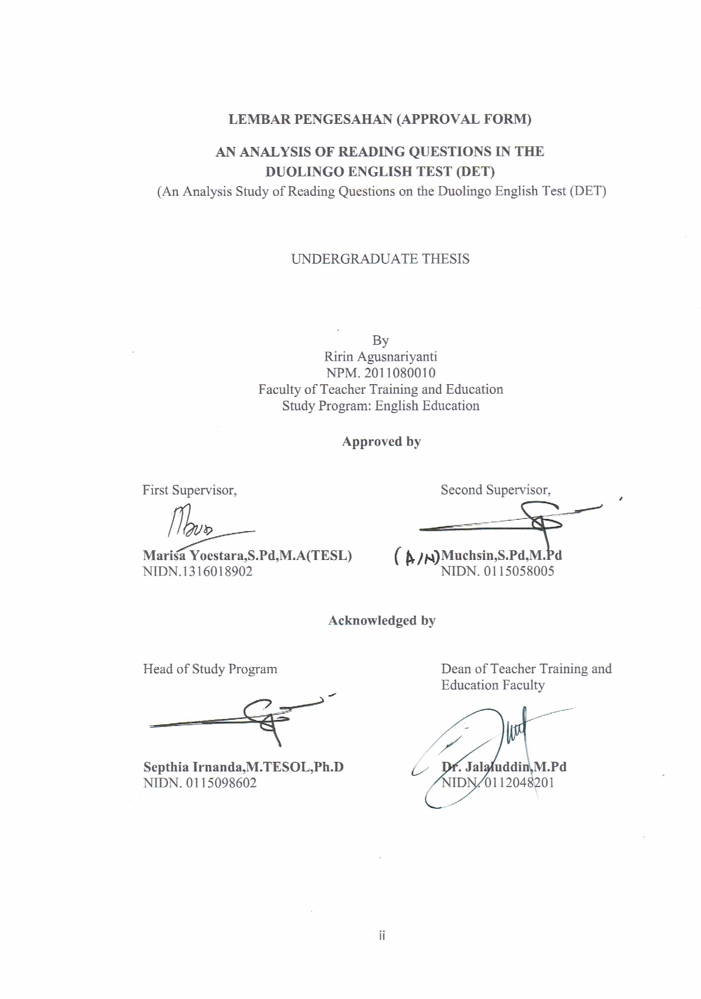 LEMBAR PENGESAHAN (APPROVAL FORM)
AN ANALYSIS OF READING QUESTIONS IN THE
DUOLINGO ENGLISH TEST (DET)
(An Analysis Study of Reading Questions on the Duolingo English Test (DET)
UNDERGRADUATE THESIS
By
Ririn Agusnariyanti
NPM. 2011080010
Faculty of Teacher Training and Education
Study Program: English Education
Approved by
First Supervisor,
Second Supervisor,
Marisa Yoestara,S.Pd,M.A(TESL)
NIDN.1316018902
(A/N) Muchsin,S.Pd,M.Pd
NIDN. 0115058005
Acknowledged by
Head of Study Program
Dean of Teacher Training and
Education Faculty
Septhia Irnanda,M.TESOL,Ph.D
NIDN. 0115098602
Dr. Jalaluddin,M.Pd
NIDN. 0112048201
ii